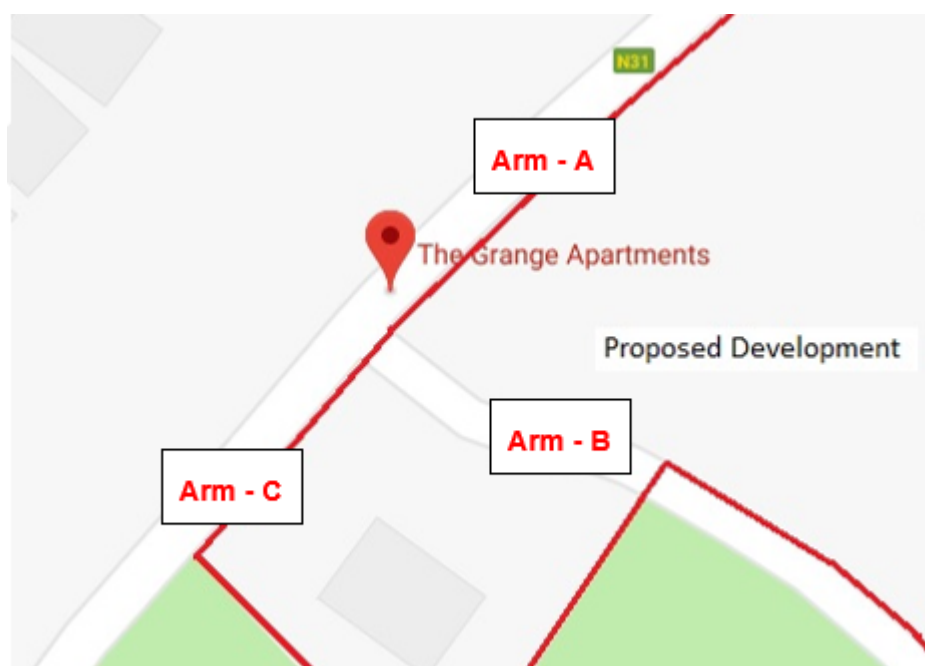 N31
Arm - A
The Grange Apartments
Proposed Development
Arm - B
Arm - C